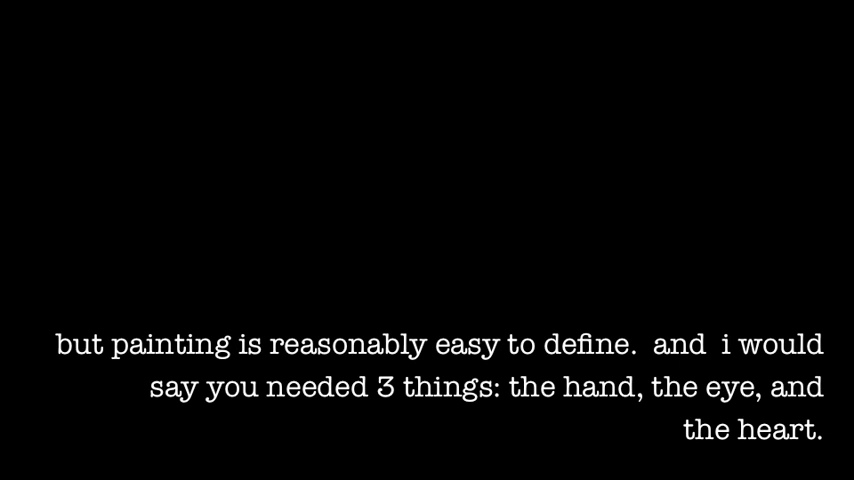 but painting is reasonably easy to define.  and  i would
say you needed 3 things: the hand, the eye, and
the heart.